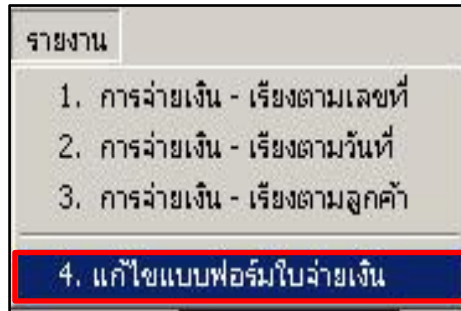 รายงาน
1. การจ่ายเงิน - เรียงตามเลขที่
2. การจ่ายเงิน - เรียงตามวันที่
3. การจ่ายเงิน - เรียงตามลูกค้า
4. แก้ไขแบบฟอร์มใบจ่ายเงิน